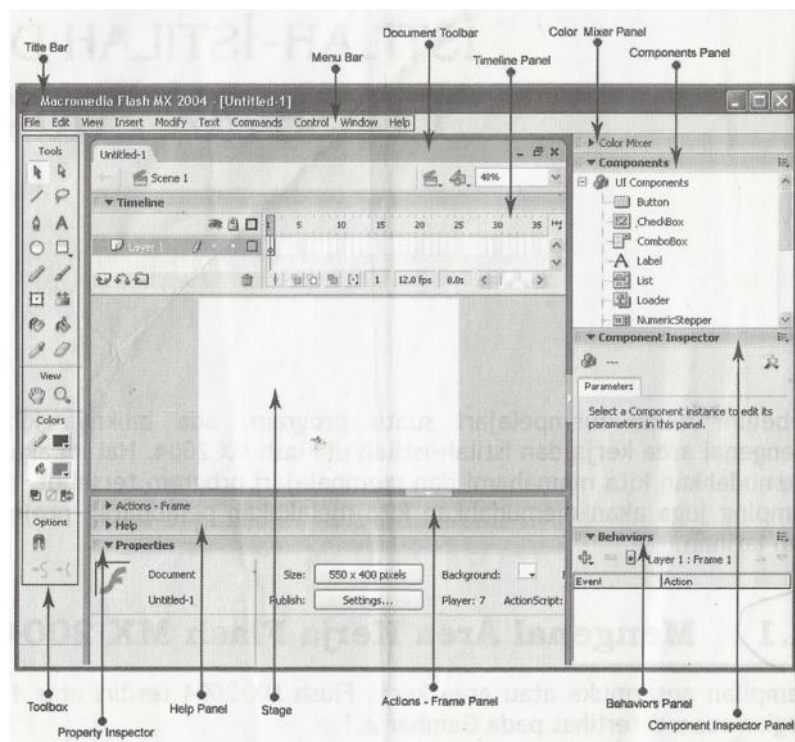 Document Toolbar
Color Mixer Panel
Title Bar
Menu Bar
Timeline Panel
Components Panel
Macromedia Flash MX 2004 - [Untitled-1]
File Edit View Insert Modify Text Commands Control Window Help
Tools
Untitled-1
Color Mixer
Components
Scene 1
48%
UI Components
Timeline
Button
1 5 10 15 20 25 30 35
CheckBox
Layer 1
ComboBox
Label
1 12.0 fps 0.0s
List
Loader
NumericStepper
Component Inspector
---
View
Parameters
Colors
Select a Component instance to edit its
parameters in this panel.
Actions - Frame
Help
Options
Properties
Behaviors
Layer 1 : Frame 1
Document
Size:
550 x 400 pixels
Background:
Event
Action
Untitled-1
Publish:
Settings...
Player: 7
ActionScript:
Toolbox
Property Inspector
Help Panel
Stage
Actions - Frame Panel
Behaviors Panel
Component Inspector Panel